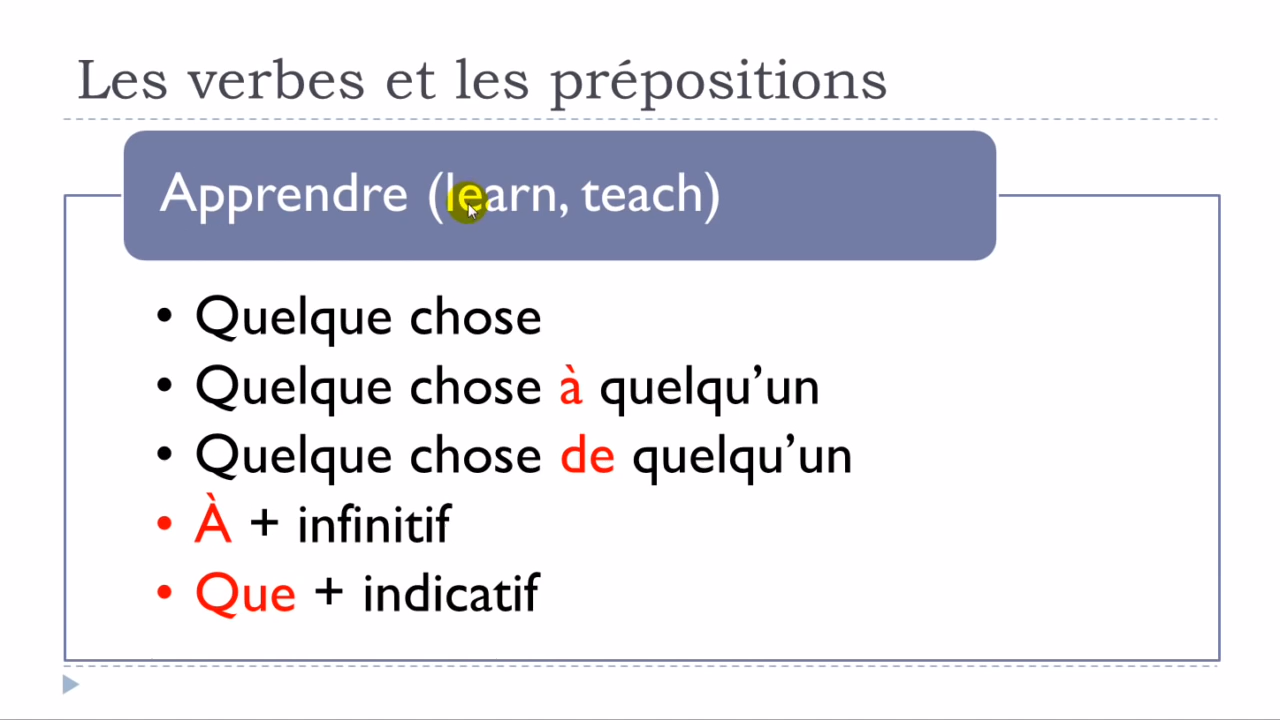 Les verbes et les prépositions
Apprendre (learn, teach)
• Quelque chose
• Quelque chose à quelqu’un
• Quelque chose de quelqu’un
• À + infinitif
• Que + indicatif